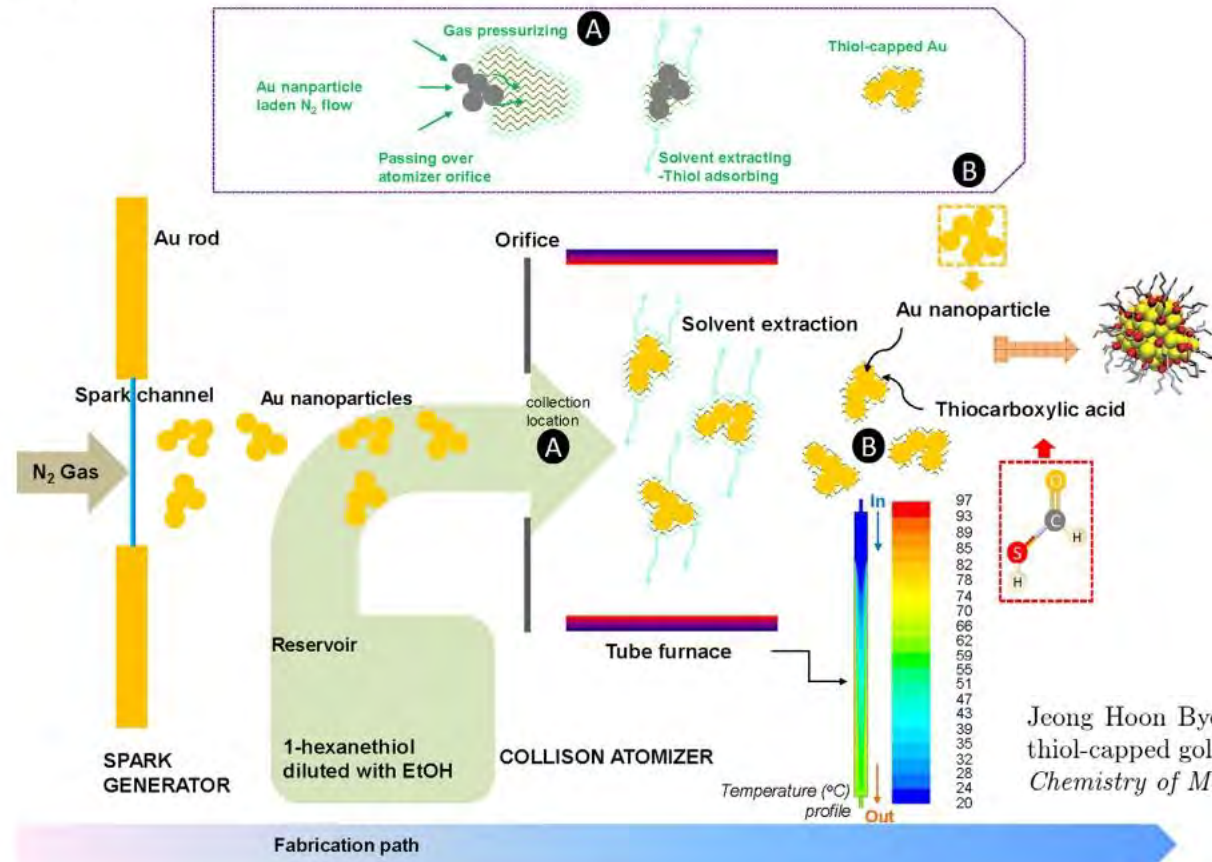 Gas pressurizing
A
Au nanparticle
laden N₂ flow
Passing over
atomizer orifice
Solvent extracting
-Thiol adsorbing
Thiol-capped Au
B
Au rod
Orifice
Spark channel
Au nanoparticles
N₂ Gas
collection
location
A
Solvent extraction
Au nanoparticle
Thiocarboxylic acid
B
O
C
H
S
H
In
97
93
89
85
82
78
74
70
66
62
59
55
51
47
43
39
35
32
28
24
20
Out
Temperature (°C)
profile
Tube furnace
Reservoir
1-hexanethiol
diluted with EtOH
SPARK
GENERATOR
COLLISON ATOMIZER
Jeong Hoon Bye
thiol-capped gol
Chemistry of M
Fabrication path